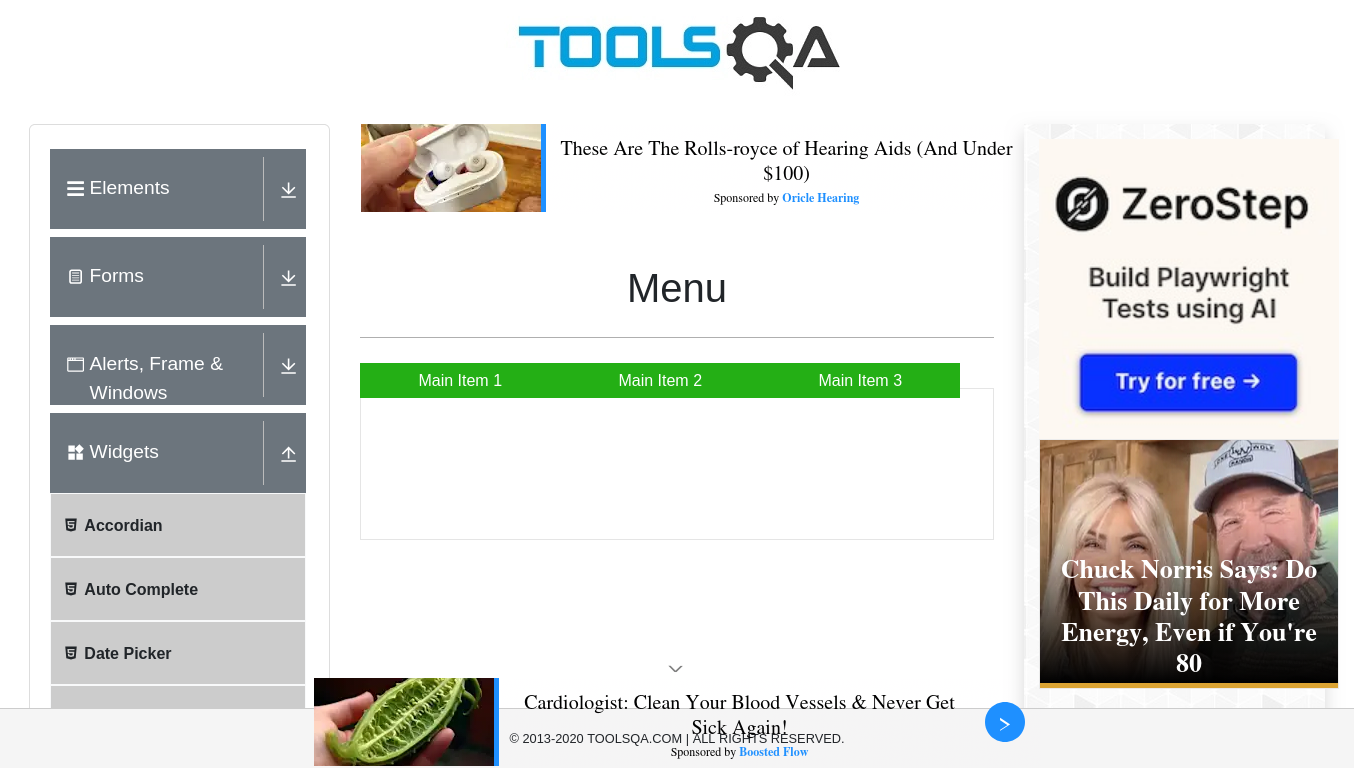 TOOLSQA
Elements
Forms
Alerts, Frame &
Windows
Widgets
Accordian
Auto Complete
Date Picker
These Are The Rolls-royce of Hearing Aids (And Under
$100)
Sponsored by Oricle Hearing
Menu
Main Item 1
Main Item 2
Main Item 3
ZeroStep
Build Playwright
Tests using AI
Try for free →
Chuck Norris Says: Do
This Daily for More
Energy, Even if You're
80
Cardiologist: Clean Your Blood Vessels & Never Get
Sick Again!
© 2013-2020 TOOLSQA.COM | ALL RIGHTS RESERVED.
Sponsored by Boosted Flow